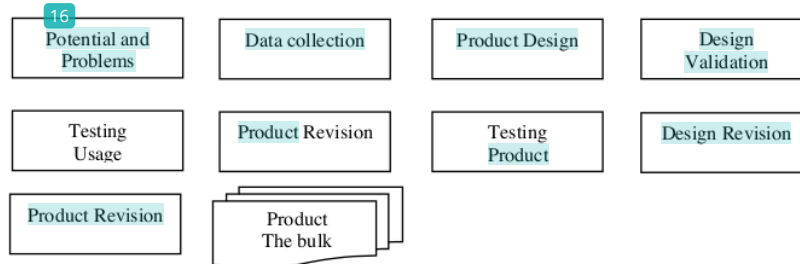 16
Potential and
Problems
Data collection
Product Design
Design
Validation
Testing
Usage
Product Revision
Testing
Product
Design Revision
Product Revision
Product
The bulk